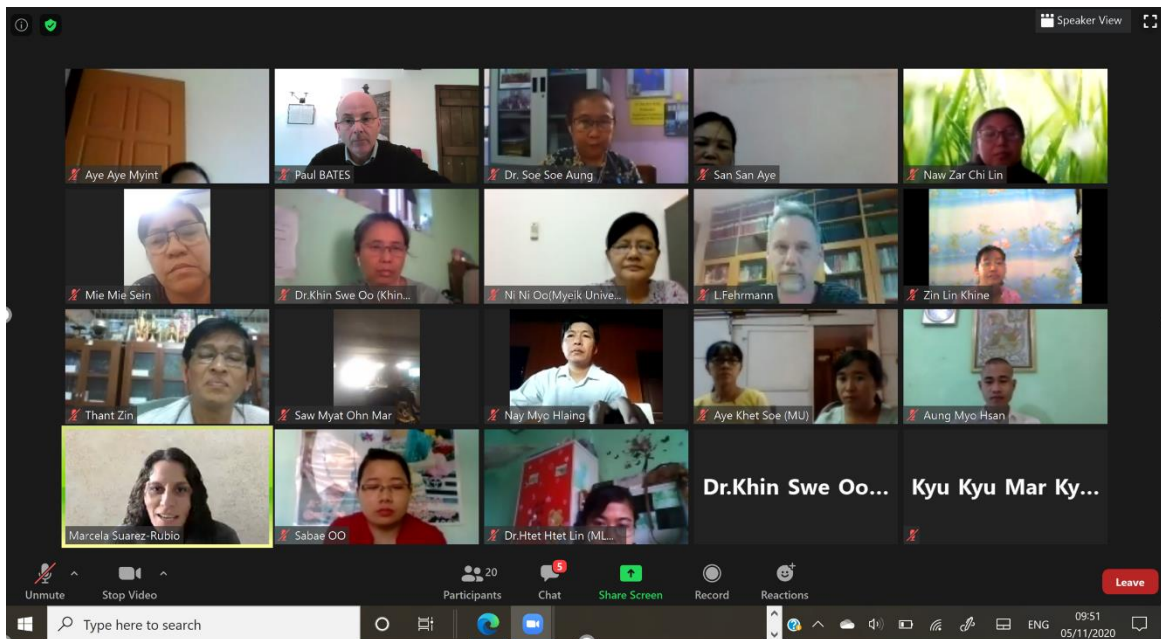 Speaker View
Aye Aye Myint
Paul BATES
Dr. Soe Soe Aung
San San Aye
Naw Zar Chi Lin
Mie Mie Sein
Dr.Khin Swe Oo (Khin...
Ni Ni Oo(Myeik Unive...
L.Fehrmann
Zin Lin Khine
Thant Zin
Saw Myat Ohn Mar
Nay Myo Hlaing
Aye Khet Soe (MU)
Aung Myo Hsan
Marcela Suarez-Rubio
Sabae OO
Dr.Htet Htet Lin (ML...
Dr.Khin Swe Oo...
Kyu Kyu Mar Ky...
Unmute
Stop Video
20
Participants
5
Chat
Share Screen
Record
Reactions
Leave
Type here to search
ENG
09:51
05/11/2020